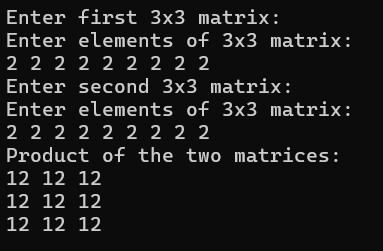 Enter first 3x3 matrix:
Enter elements of 3x3 matrix:
2 2 2 2 2 2 2 2 2
Enter second 3x3 matrix:
Enter elements of 3x3 matrix:
2 2 2 2 2 2 2 2 2
Product of the two matrices:
12 12 12
12 12 12
12 12 12